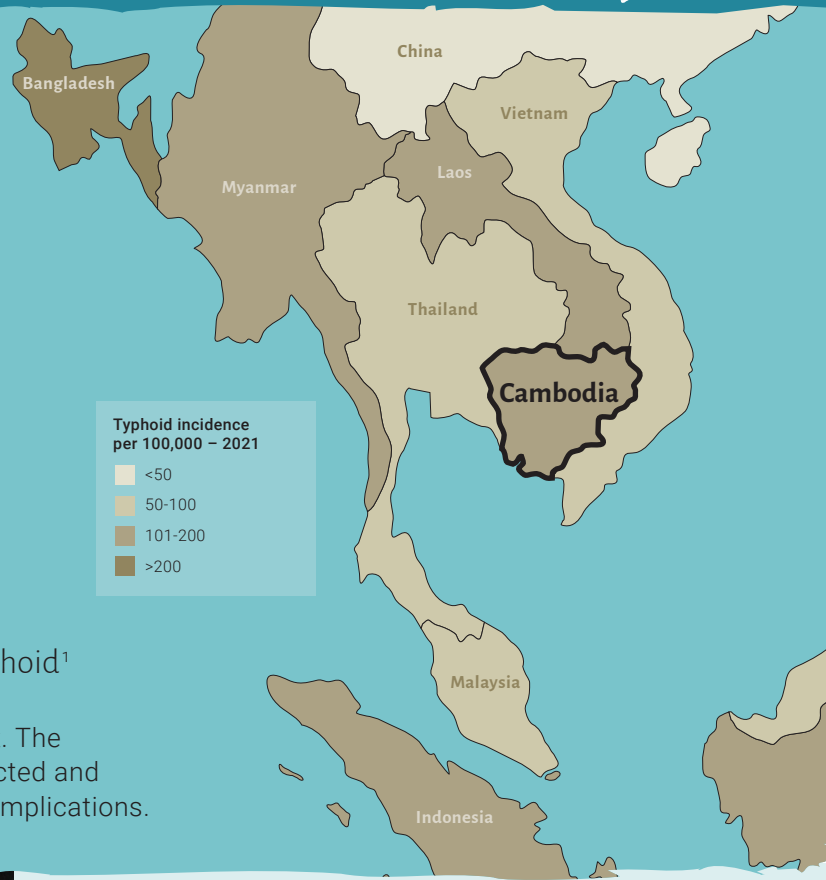 China
Bangladesh
Vietnam
Laos
Myanmar
Thailand
Cambodia
Typhoid incidence
per 100,000 – 2021
<50
50-100
101-200
>200
hoid¹
Malaysia
. The
cted and
mplications.
Indonesia